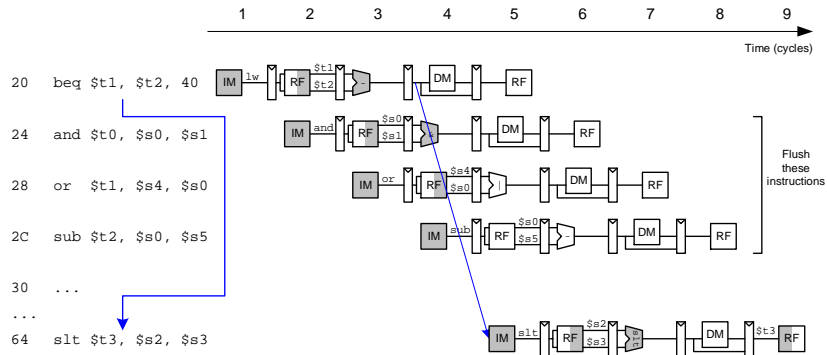 1 2 3 4 5 6 7 8 9
Time (cycles)
20 beq $t1, $t2, 40 IM lw RF $t1 $t2 - DM RF
24 and $t0, $s0, $s1 IM and RF $s0 $s1 & DM RF
28 or $t1, $s4, $s0 IM or RF $s4 $s0 | DM RF
2C sub $t2, $s0, $s5 IM sub RF $s0 $s5 - DM RF
Flush
these
instructions
30 ...
...
64 slt $t3, $s2, $s3 IM slt RF $s2 $s3 slt DM $t3 RF